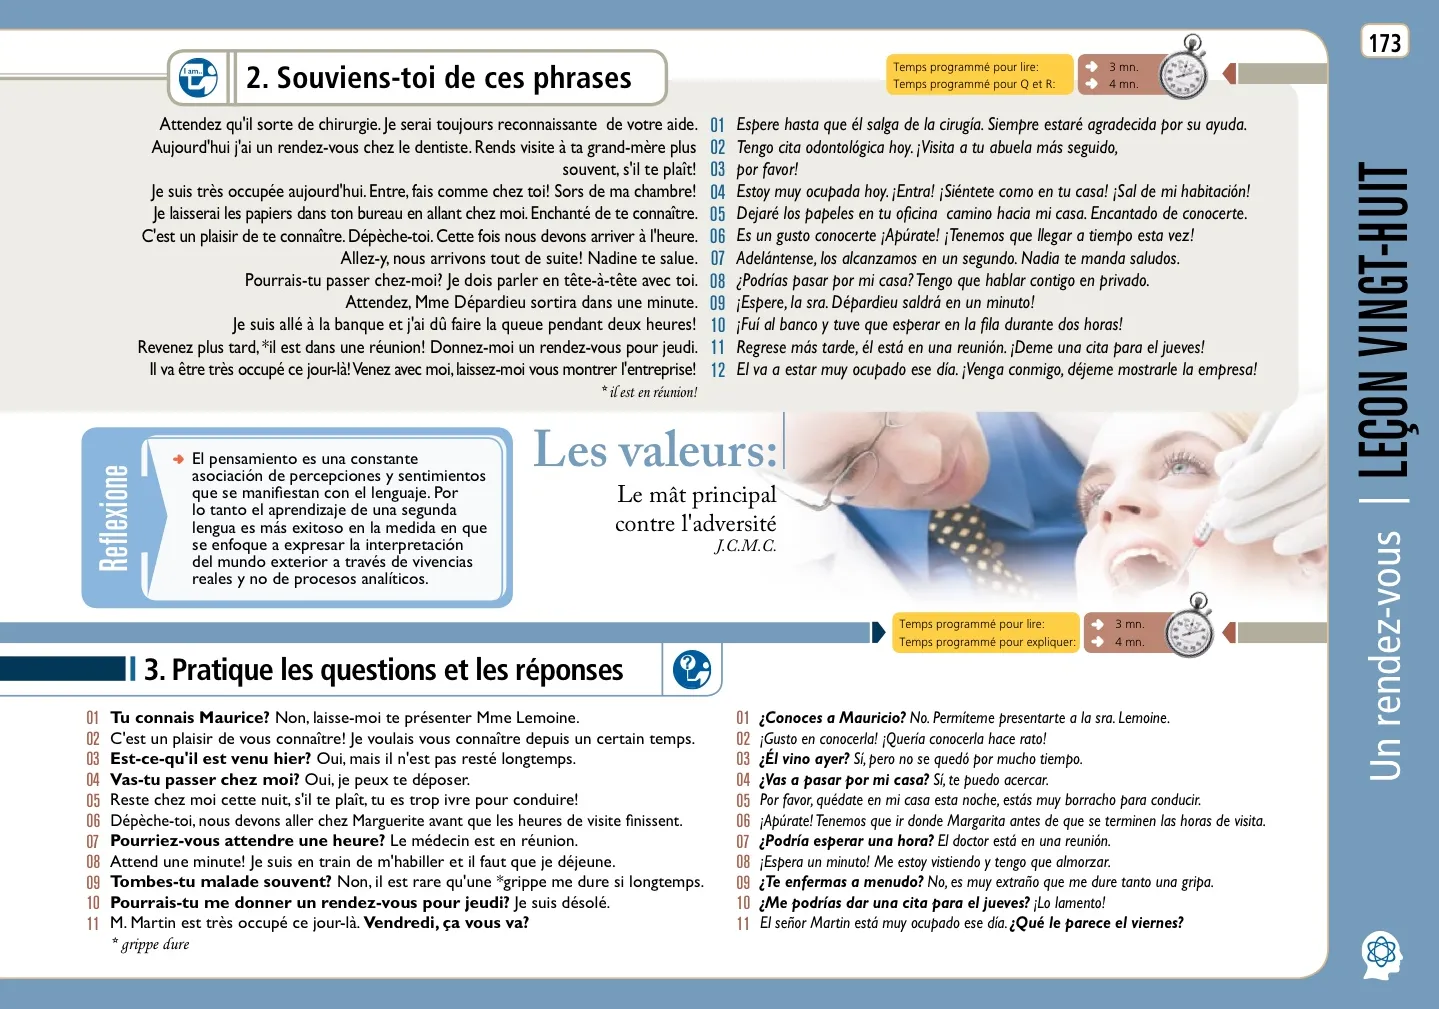 173
I am..
2. Souviens-toi de ces phrases
Temps programmé pour lire: 3 mn.
Temps programmé pour Q et R: 4 mn.
Attendez qu'il sorte de chirurgie. Je serai toujours reconnaissante de votre aide. 01 Espere hasta que él salga de la cirugía. Siempre estaré agradecida por su ayuda.
Aujourd'hui j'ai un rendez-vous chez le dentiste. Rends visite à ta grand-mère plus 02 Tengo cita odontológica hoy. ¡Visita a tu abuela más seguido,
souvent, s'il te plaît! 03 por favor!
Je suis très occupée aujourd'hui. Entre, fais comme chez toi! Sors de ma chambre! 04 Estoy muy ocupada hoy. ¡Entra! ¡Siéntete como en tu casa! ¡Sal de mi habitación!
Je laisserai les papiers dans ton bureau en allant chez moi. Enchanté de te connaître. 05 Dejaré los papeles en tu oficina camino hacia mi casa. Encantado de conocerte.
C'est un plaisir de te connaître. Dépèche-toi. Cette fois nous devons arriver à l'heure. 06 Es un gusto conocerte ¡Apúrate! ¡Tenemos que llegar a tiempo esta vez!
Allez-y, nous arrivons tout de suite! Nadine te salue. 07 Adelántense, los alcanzamos en un segundo. Nadia te manda saludos.
Pourrais-tu passer chez-moi? Je dois parler en tête-à-tête avec toi. 08 ¿Podrías pasar por mi casa? Tengo que hablar contigo en privado.
Attendez, Mme Dépardieu sortira dans une minute. 09 ¡Espere, la sra. Dépardieu saldrá en un minuto!
Je suis allé à la banque et j'ai dû faire la queue pendant deux heures! 10 ¡Fuí al banco y tuve que esperar en la fila durante dos horas!
Revenez plus tard, *il est dans une réunion! Donnez-moi un rendez-vous pour jeudi. 11 Regrese más tarde, él está en una reunión. ¡Deme una cita para el jueves!
Il va être très occupé ce jour-là! Venez avec moi, laissez-moi vous montrer l'entreprise! 12 El va a estar muy ocupado ese día. ¡Venga conmigo, déjeme mostrarle la empresa!
* il est en réunion!
Reflexione
El pensamiento es una constante
asociación de percepciones y sentimientos
que se manifiestan con el lenguaje. Por
lo tanto el aprendizaje de una segunda
lengua es más exitoso en la medida en que
se enfoque a expresar la interpretación
del mundo exterior a través de vivencias
reales y no de procesos analíticos.
Les valeurs:
Le mât principal
contre l'adversité
J.C.M.C.
Temps programmé pour lire: 3 mn.
Temps programmé pour expliquer: 4 mn.
3. Pratique les questions et les réponses
01 Tu connais Maurice? Non, laisse-moi te présenter Mme Lemoine.
02 C'est un plaisir de vous connaître! Je voulais vous connaître depuis un certain temps.
03 Est-ce-qu'il est venu hier? Oui, mais il n'est pas resté longtemps.
04 Vas-tu passer chez moi? Oui, je peux te déposer.
05 Reste chez moi cette nuit, s'il te plaît, tu es trop ivre pour conduire!
06 Dépèche-toi, nous devons aller chez Marguerite avant que les heures de visite finissent.
07 Pourriez-vous attendre une heure? Le médecin est en réunion.
08 Attend une minute! Je suis en train de m'habiller et il faut que je déjeune.
09 Tombes-tu malade souvent? Non, il est rare qu'une *grippe me dure si longtemps.
10 Pourrais-tu me donner un rendez-vous pour jeudi? Je suis désolé.
11 M. Martin est très occupé ce jour-là. Vendredi, ça vous va?
* grippe dure
01 ¿Conoces a Mauricio? No. Permíteme presentarte a la sra. Lemoine.
02 ¡Gusto en conocerla! ¡Quería conocerla hace rato!
03 ¿Él vino ayer? Sí, pero no se quedó por mucho tiempo.
04 ¿Vas a pasar por mi casa? Sí, te puedo acercar.
05 Por favor, quédate en mi casa esta noche, estás muy borracho para conducir.
06 ¡Apúrate! Tenemos que ir donde Margarita antes de que se terminen las horas de visita.
07 ¿Podría esperar una hora? El doctor está en una reunión.
08 ¡Espera un minuto! Me estoy vistiendo y tengo que almorzar.
09 ¿Te enfermas a menudo? No, es muy extraño que me dure tanto una gripa.
10 ¿Me podrías dar una cita para el jueves? ¡Lo lamento!
11 El señor Martin está muy ocupado ese día. ¿Qué le parece el viernes?
Un rendez-vous | LEÇON VINGT-HUIT